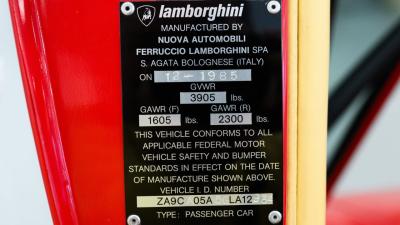 lamborghini
MANUFACTURED BY
NUOVA AUTOMOBILI
FERRUCCIO LAMBORGHINI SPA
S. AGATA BOLOGNESE (ITALY)
ON 12-1985
GVWR
3905 lbs.
GAWR (F) GAWR (R)
1605 lbs. 2300 lbs.
THIS VEHICLE CONFORMS TO ALL
APPLICABLE FEDERAL MOTOR
VEHICLE SAFETY AND BUMPER
STANDARDS IN EFFECT ON THE DATE
OF MANUFACTURE SHOWN ABOVE.
VEHICLE I. D. NUMBER
ZA9C 05A
TYPE: PASSENGER CAR